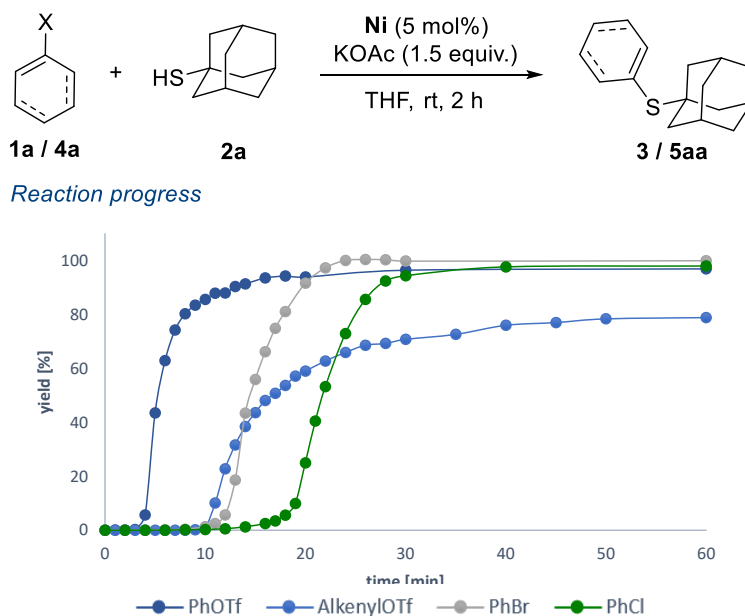 X
HS
Ni (5 mol%)
KOAc (1.5 equiv.)
THF, rt, 2 h
S
+
1a / 4a
2a
3 / 5aa
Reaction progress
yield [%]
100
80
60
40
20
0
0 10 20 30 40 50 60
time [min]
PhOTf AlkenylOTf PhBr PhCl